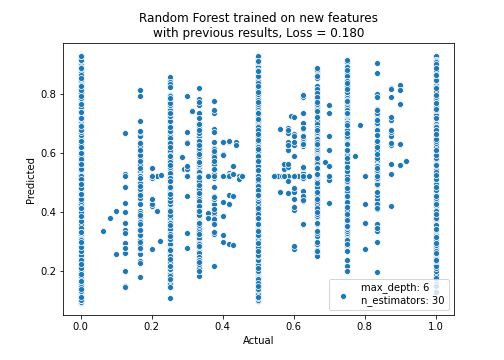 Random Forest trained on new features
with previous results, Loss = 0.180
Predicted
0.8
0.6
0.4
0.2
max_depth: 6
n_estimators: 30
0.0 0.2 0.4 0.6 0.8 1.0
Actual